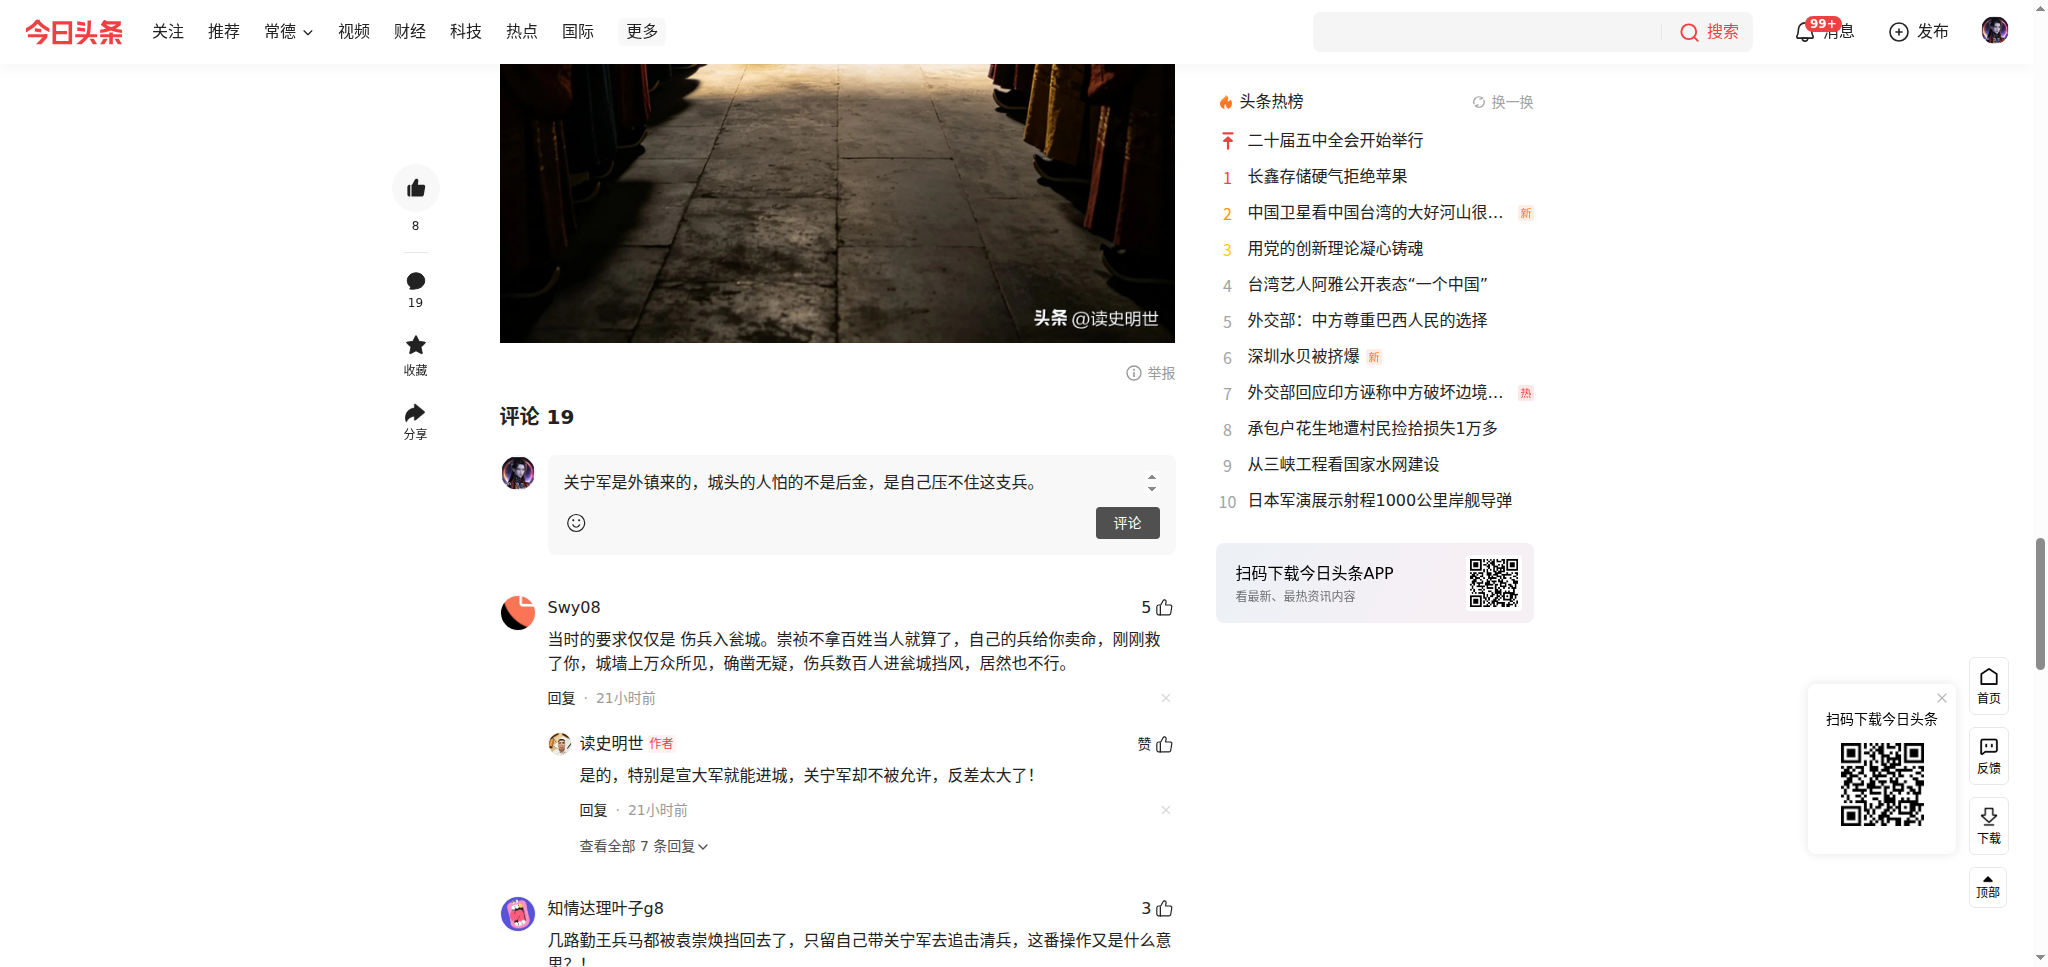 今日头条
关注 推荐 常德 视频 财经 科技 热点 国际 更多
搜索
99+
消息
发布
8
19
收藏
分享
头条 @读史明世
举报
评论 19
关宁军是外镇来的，城头的人怕的不是后金，是自己压不住这支兵。
评论
Swy08
5
当时的要求仅仅是 伤兵入瓮城。崇祯不拿百姓当人就算了，自己的兵给你卖命，刚刚救
了你，城墙上万众所见，确凿无疑，伤兵数百人进瓮城挡风，居然也不行。
回复 · 21小时前
读史明世 作者
赞
是的，特别是宣大军就能进城，关宁军却不被允许，反差太大了！
回复 · 21小时前
查看全部 7 条回复
知情达理叶子g8
3
几路勤王兵马都被袁崇焕挡回去了，只留自己带关宁军去追击清兵，这番操作又是什么意
思？！
头条热榜
换一换
二十届五中全会开始举行
1 长鑫存储硬气拒绝苹果
2 中国卫星看中国台湾的大好河山很... 新
3 用党的创新理论凝心铸魂
4 台湾艺人阿雅公开表态“一个中国”
5 外交部：中方尊重巴西人民的选择
6 深圳水贝被挤爆 新
7 外交部回应印方诬称中方破坏边境... 热
8 承包户花生地遭村民捡拾损失1万多
9 从三峡工程看国家水网建设
10 日本军演展示射程1000公里岸舰导弹
扫码下载今日头条APP
看最新、最热资讯内容
扫码下载今日头条
首页
反馈
下载
顶部